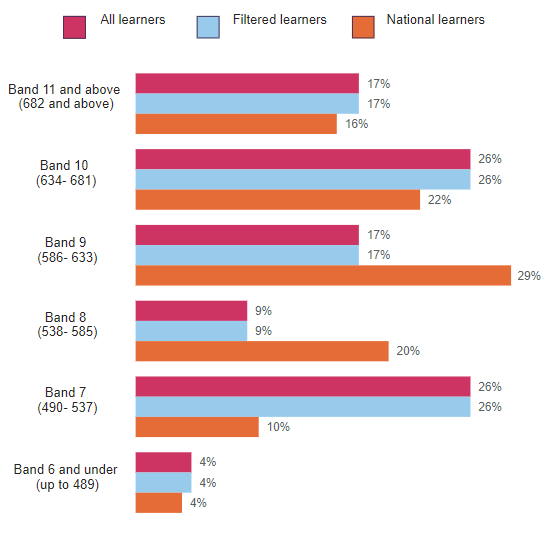 All learners
Filtered learners
National learners
Band 11 and above
(682 and above)
17%
17%
16%
Band 10
(634- 681)
26%
26%
22%
Band 9
(586- 633)
17%
17%
29%
Band 8
(538- 585)
9%
9%
20%
Band 7
(490- 537)
26%
26%
10%
Band 6 and under
(up to 489)
4%
4%
4%